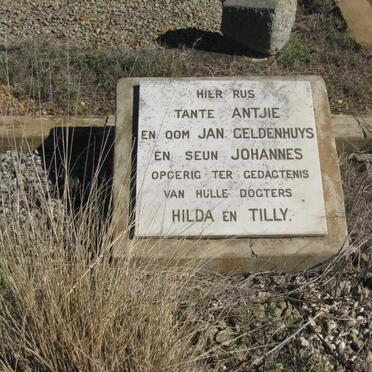 HIER RUS
TANTE ANTJIE
EN OOM JAN GELDENHUYS
EN SEUN JOHANNES
OPGERIG TER GEDAGTENIS
VAN HULLE DOGTERS
HILDA EN TILLY.